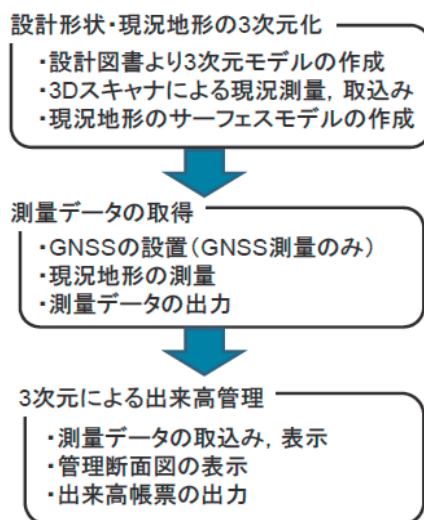 設計形状・現況地形の3次元化
・設計図書より3次元モデルの作成
・3Dスキャナによる現況測量, 取込み
・現況地形のサーフェスモデルの作成
測量データの取得
・GNSSの設置(GNSS測量のみ)
・現況地形の測量
・測量データの出力
3次元による出来高管理
・測量データの取込み, 表示
・管理断面図の表示
・出来高帳票の出力